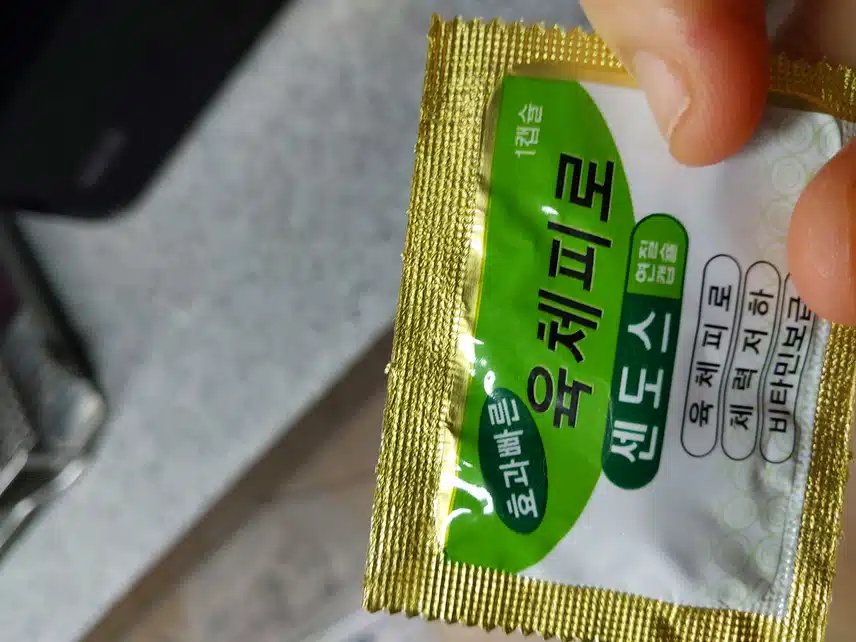 1캡슐
효과빠른
육체피로
센도스
연질캡슐
육체피로
체력저하
비타민보급